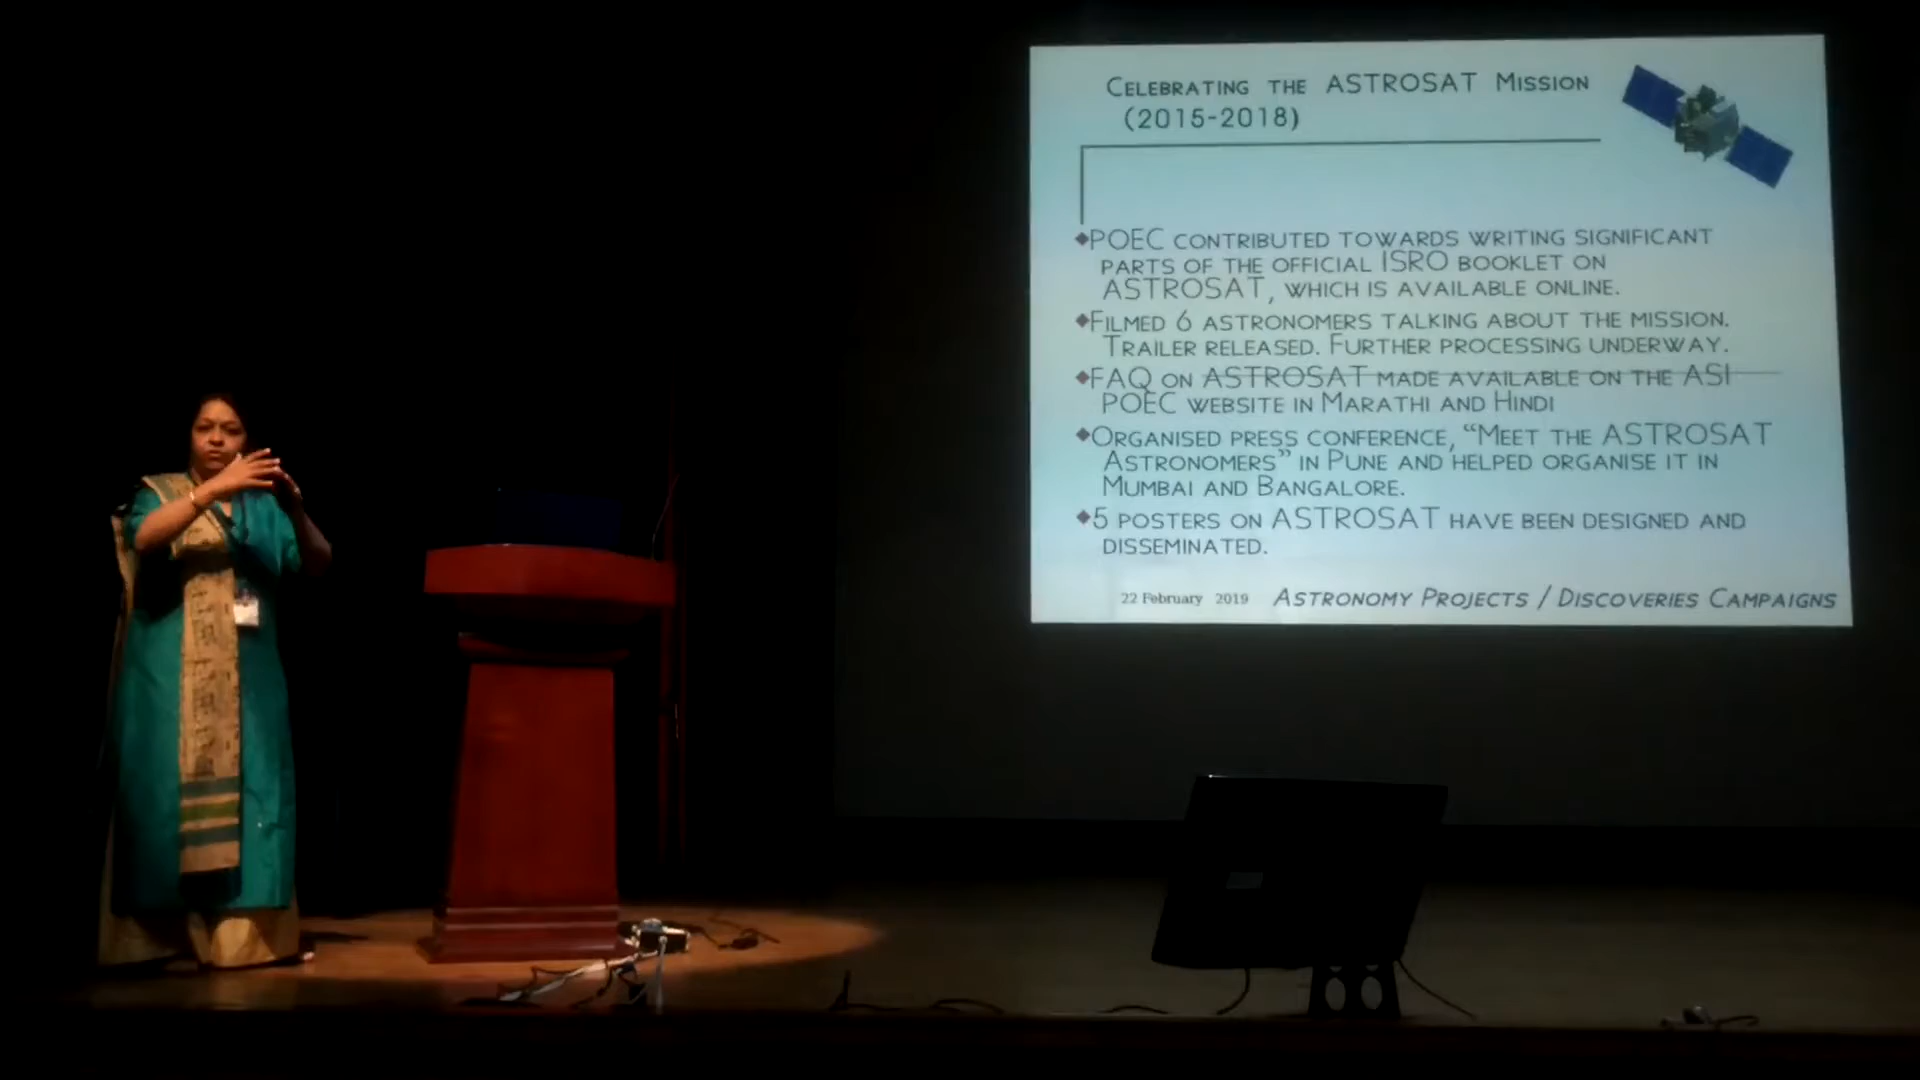 Celebrating the ASTROSAT Mission
(2015-2018)
POEC contributed towards writing significant
parts of the official ISRO booklet on
ASTROSAT, which is available online.
Filmed 6 astronomers talking about the mission.
Trailer released. Further processing underway.
FAQ on ASTROSAT made available on the ASI
POEC website in Marathi and Hindi
Organised press conference, “Meet the ASTROSAT
Astronomers” in Pune and helped organise it in
Mumbai and Bangalore.
5 posters on ASTROSAT have been designed and
disseminated.
22 February 2019 Astronomy Projects / Discoveries Campaigns